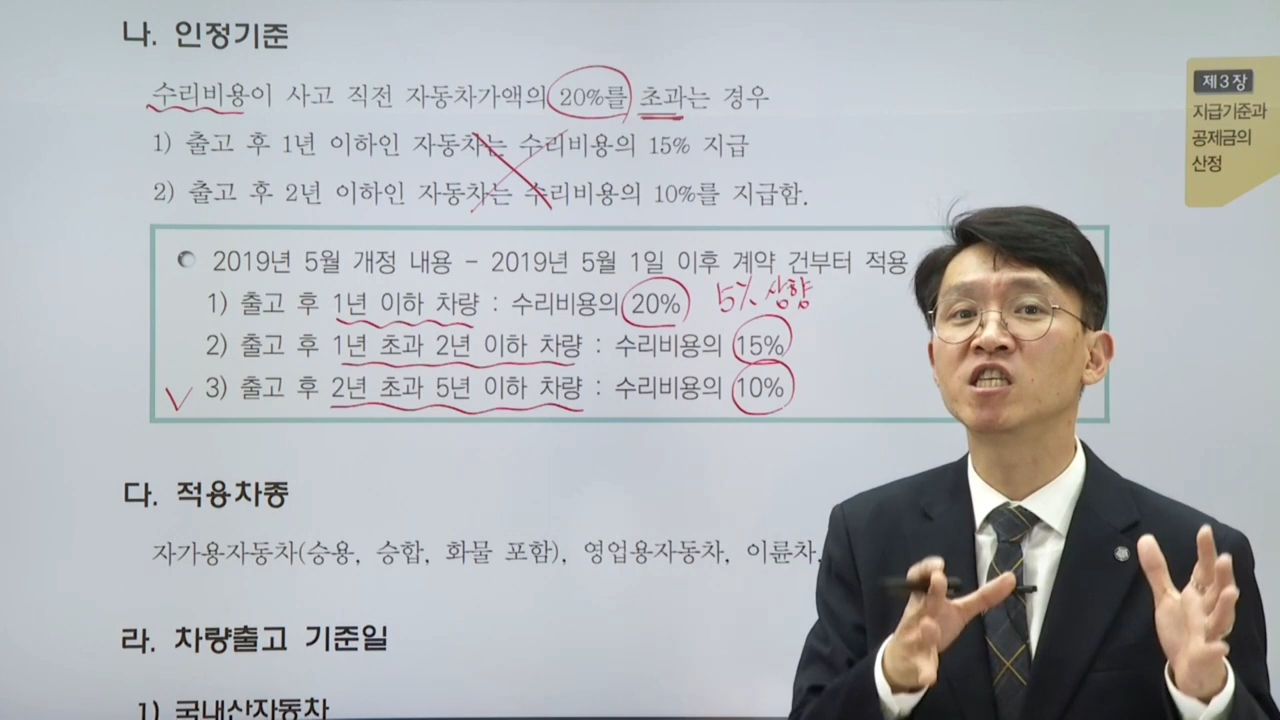 나. 인정기준
수리비용이 사고 직전 자동차가액의 20%를 초과는 경우
1) 출고 후 1년 이하인 자동차는 수리비용의 15% 지급
2) 출고 후 2년 이하인 자동차는 수리비용의 10%를 지급함.
2019년 5월 개정 내용 - 2019년 5월 1일 이후 계약 건부터 적용
1) 출고 후 1년 이하 차량 : 수리비용의 20% 5% 상향
2) 출고 후 1년 초과 2년 이하 차량 : 수리비용의 15%
3) 출고 후 2년 초과 5년 이하 차량 : 수리비용의 10%
다. 적용차종
자가용자동차(승용, 승합, 화물 포함), 영업용자동차, 이륜차.
라. 차량출고 기준일
1) 국내산자동차
제3장
지급기준과
공제금의
산정